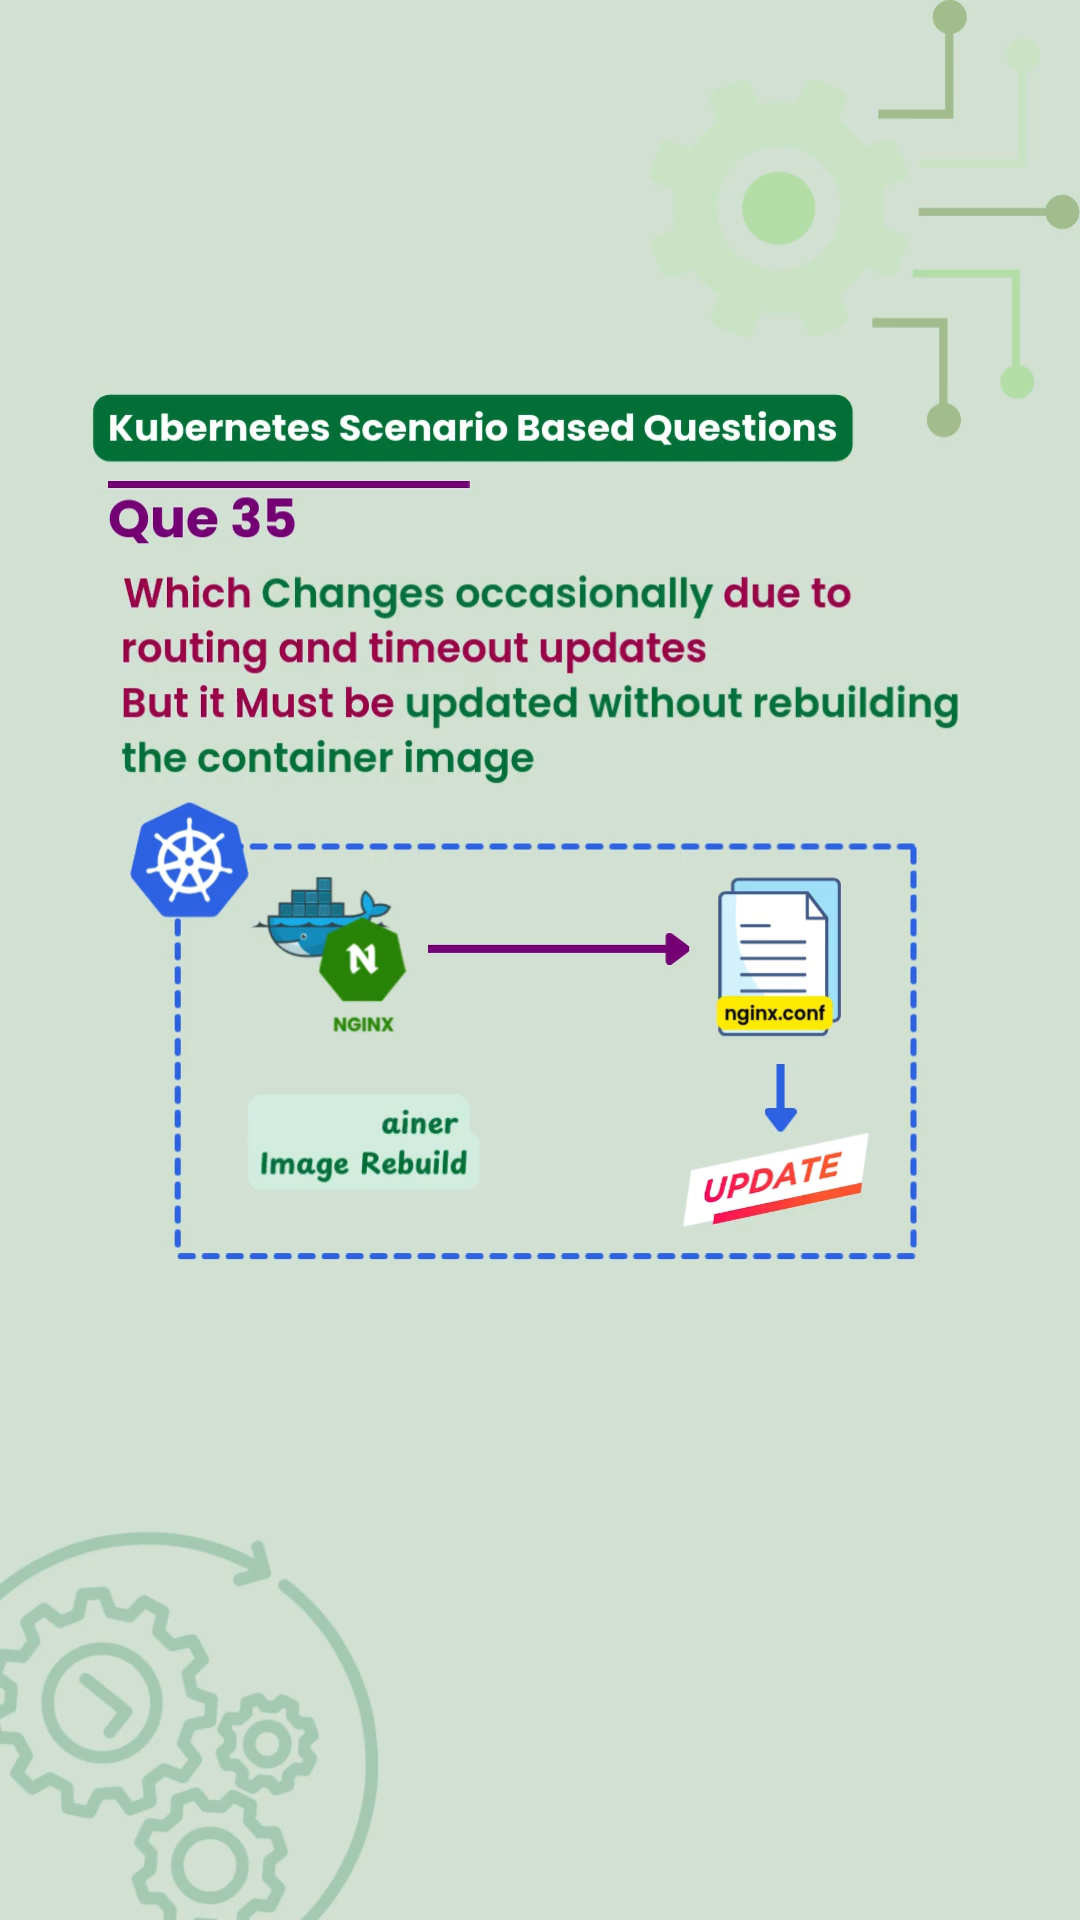 Kubernetes Scenario Based Questions
Que 35
Which Changes occasionally due to
routing and timeout updates
But it Must be updated without rebuilding
the container image
N
NGINX
nginx.conf
ainer
Image Rebuild
UPDATE